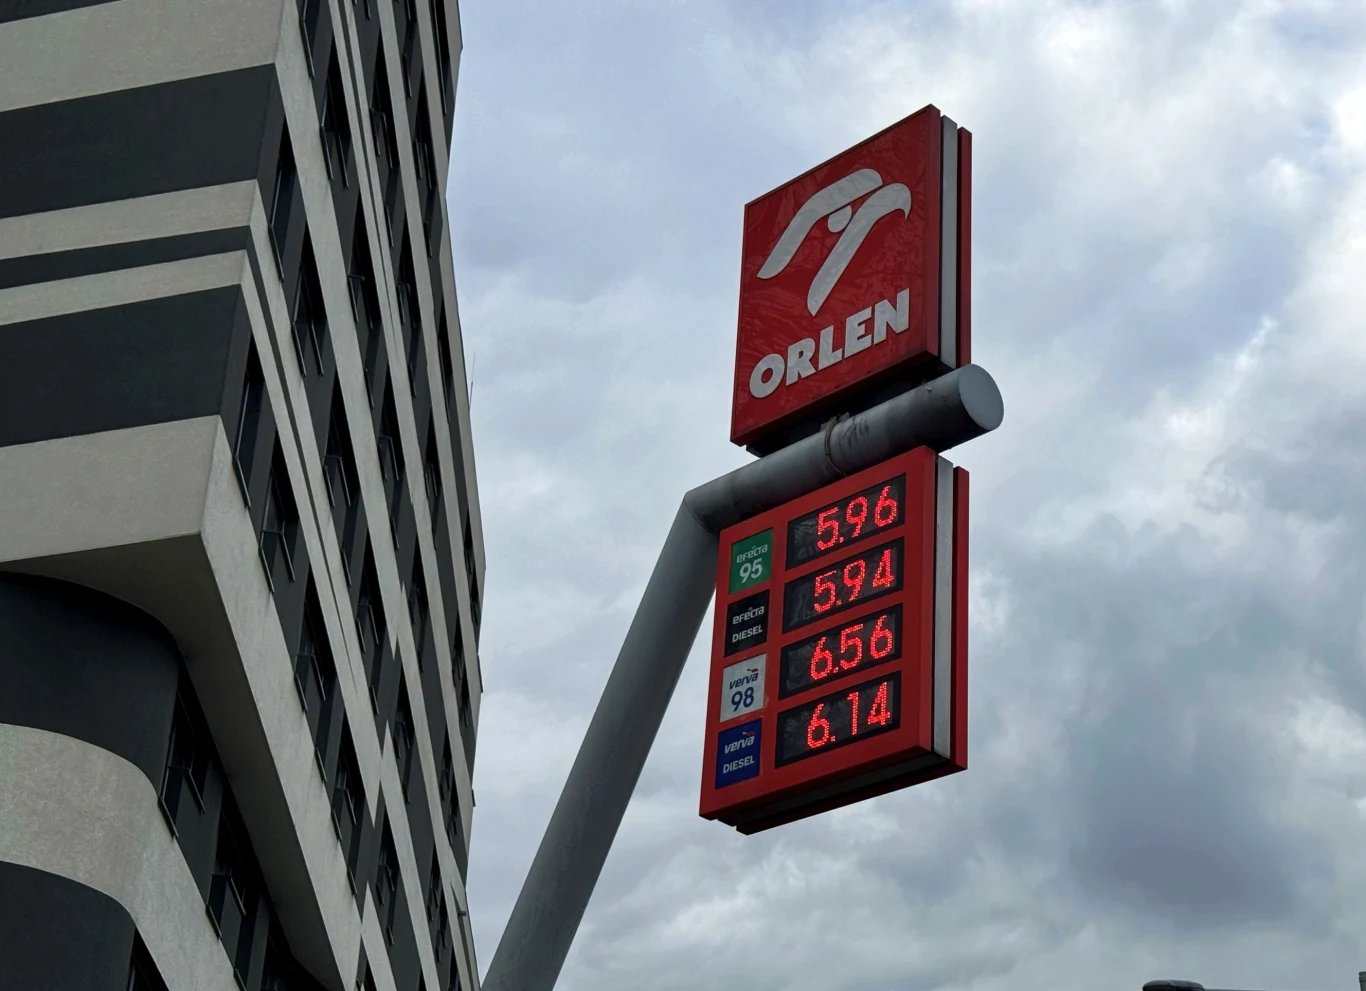 ORLEN
efecta 95 5.96
efecta DIESEL 5.94
verva 98 6.56
verva DIESEL 6.14